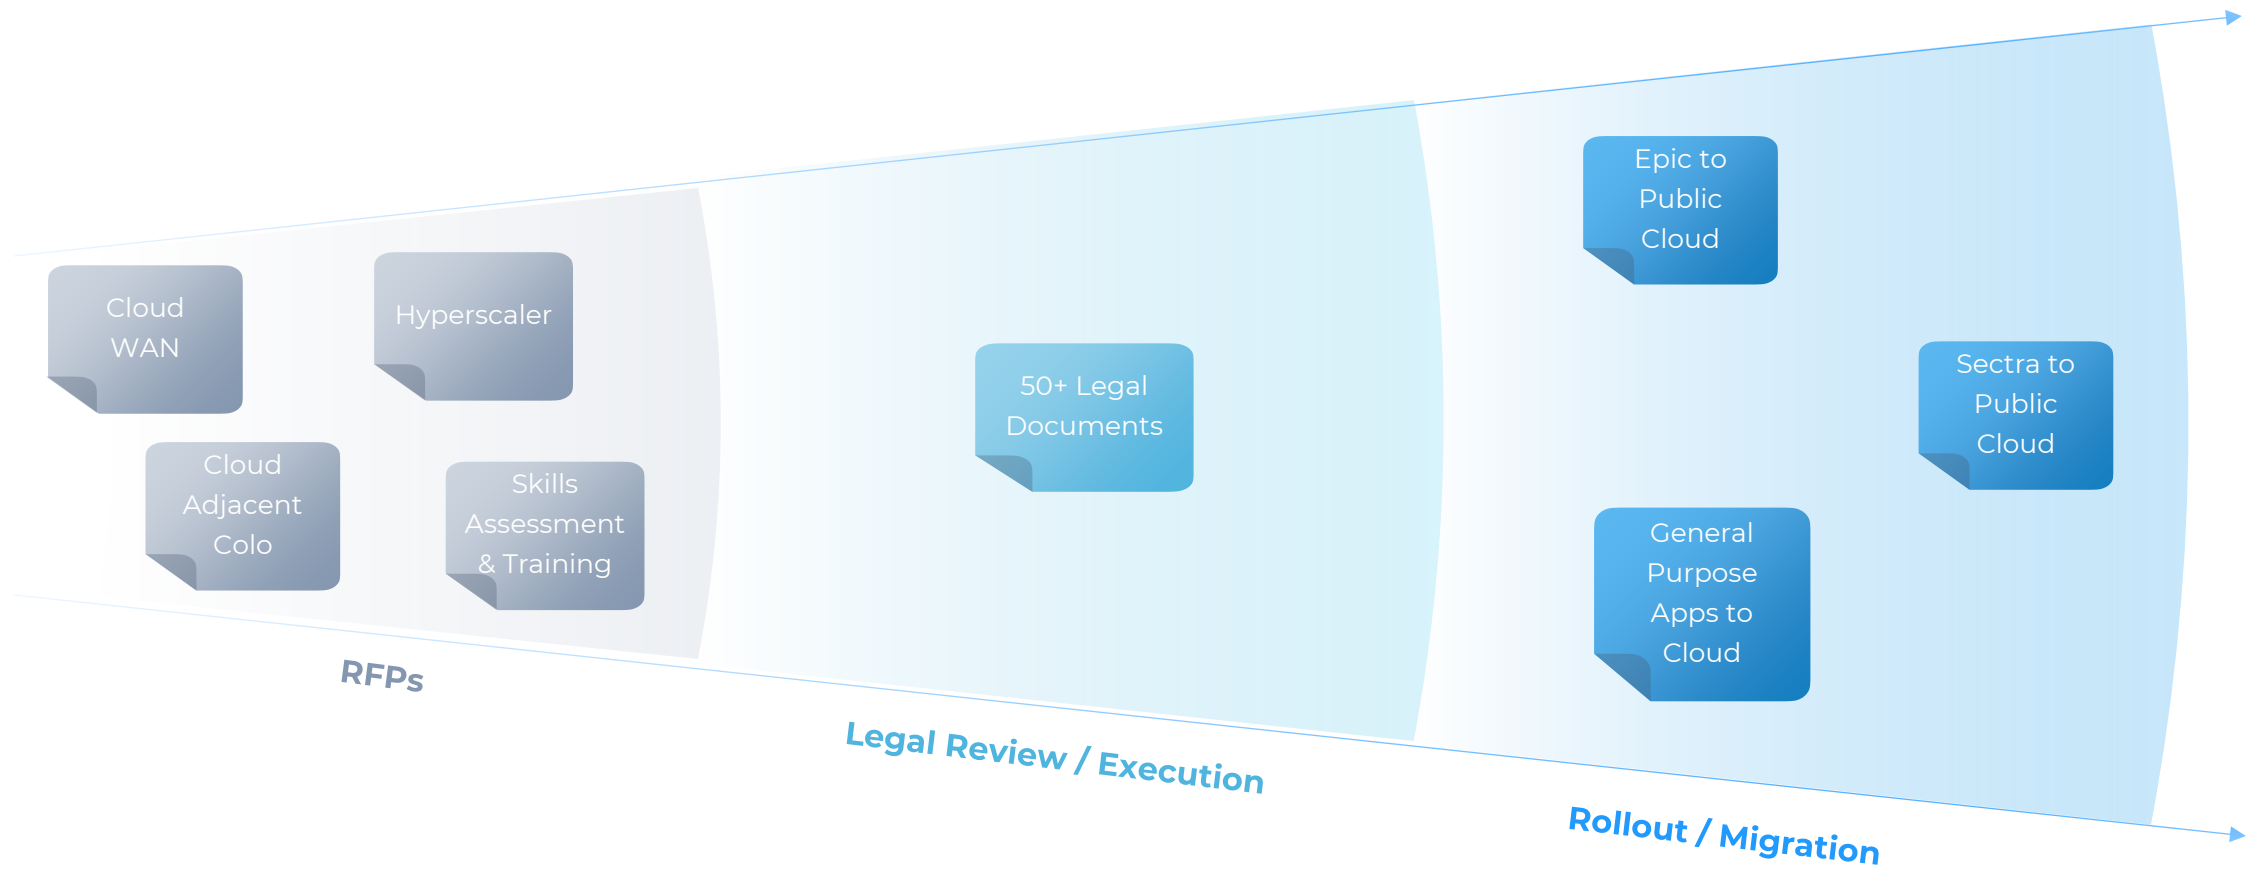 Cloud
WAN
Hyperscaler
Cloud
Adjacent
Colo
Skills
Assessment
& Training
RFPs
50+ Legal
Documents
Legal Review / Execution
Epic to
Public
Cloud
Sectra to
Public
Cloud
General
Purpose
Apps to
Cloud
Rollout / Migration